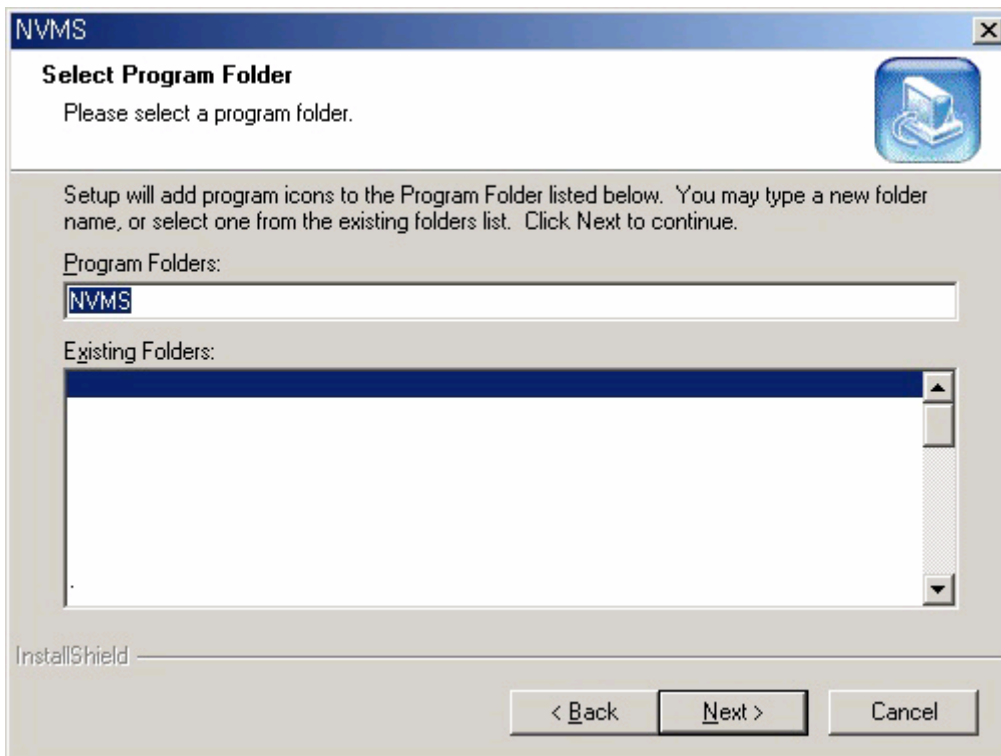 NVMS
Select Program Folder
Please select a program folder.
Setup will add program icons to the Program Folder listed below. You may type a new folder
name, or select one from the existing folders list. Click Next to continue.
Program Folders:
NVMS
Existing Folders:
.
InstallShield
< Back Next > Cancel